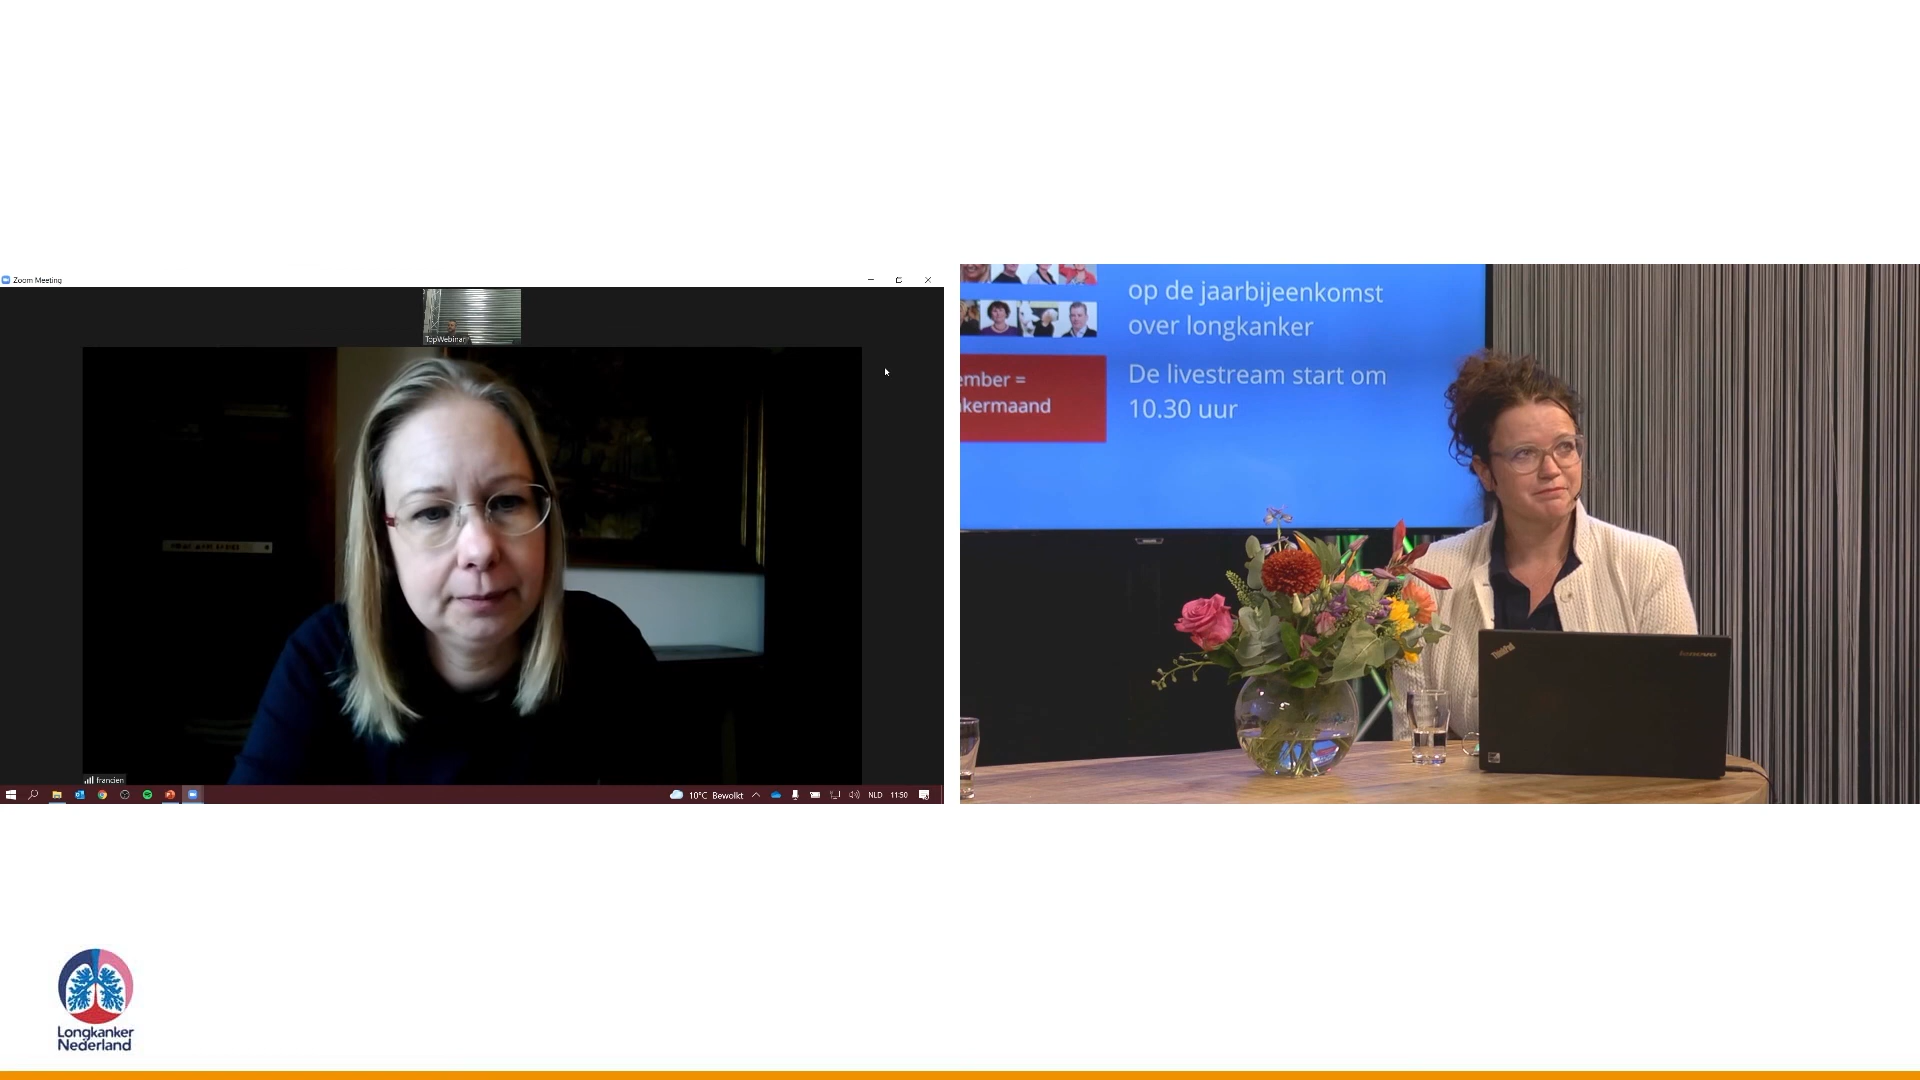 Zoom Meeting
TopWebinar
francien
10°C Bewolkt
NLD
11:50
op de jaarbijeenkomst
over longkanker
De livestream start om
10.30 uur
ember =
kermaand
ThinkPad
Longkanker
Nederland